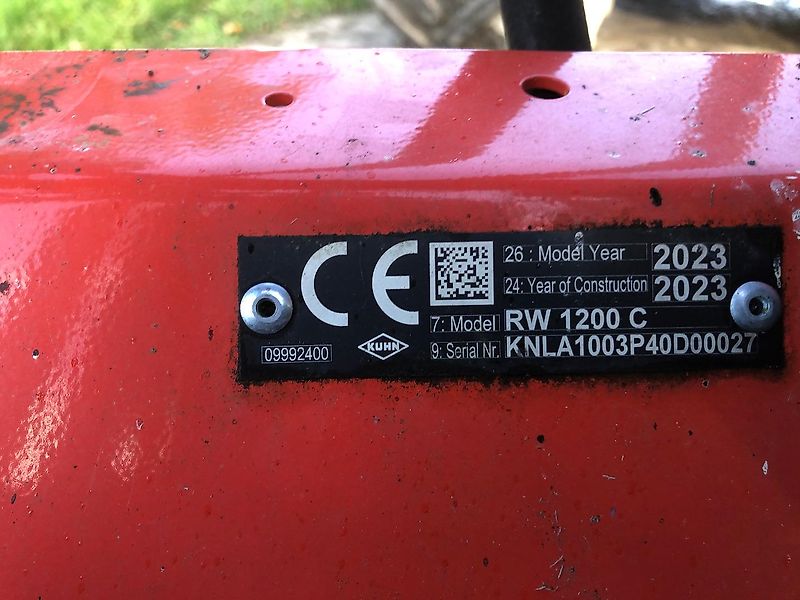 CE
26 : Model Year 2023
24: Year of Construction 2023
7: Model RW 1200 C
09992400
KUHN
9: Serial Nr. KNLA1003P40D00027